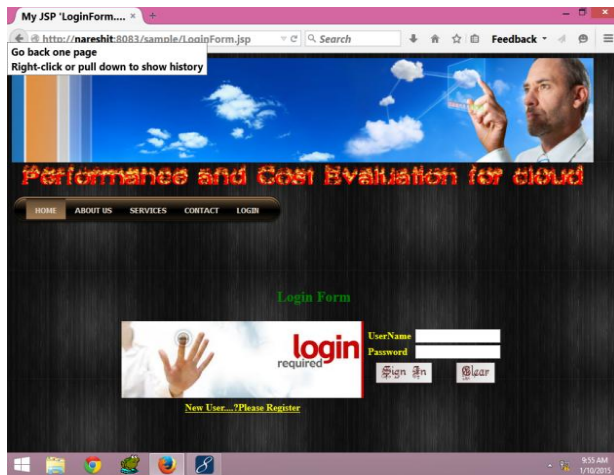 My JSP 'LoginForm....
http://nareshit:8083/sample/LoginForm.jsp
Search
Feedback
Go back one page
Right-click or pull down to show history
Performance and Cost Evaluation for cloud
HOME ABOUT US SERVICES CONTACT LOGIN
Login Form
login
required
UserName
Password
Sign In Clear
New User....?Please Register
9:55 AM
1/10/2015